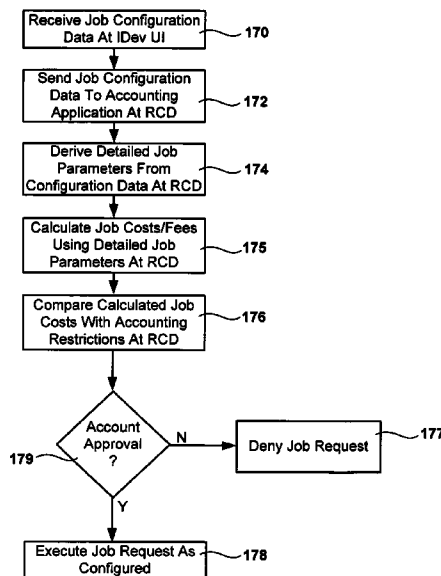 Receive Job Configuration
Data At IDev UI
170
Send Job Configuration
Data To Accounting
Application At RCD
172
Derive Detailed Job
Parameters From
Configuration Data At RCD
174
Calculate Job Costs/Fees
Using Detailed Job
Parameters At RCD
175
Compare Calculated Job
Costs With Accounting
Restrictions At RCD
176
Account
Approval
?
179
N
Deny Job Request
177
Y
Execute Job Request As
Configured
178